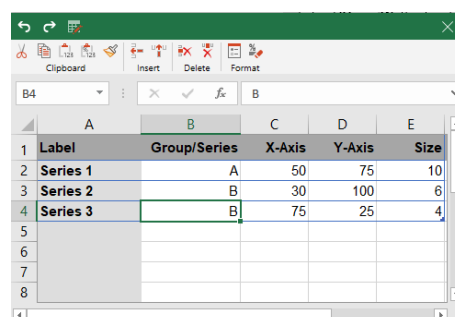 Clipboard Insert Delete Format
B4 fx B
A B C D E
1 Label Group/Series X-Axis Y-Axis Size
2 Series 1 A 50 75 10
3 Series 2 B 30 100 6
4 Series 3 B 75 25 4
5
6
7
8